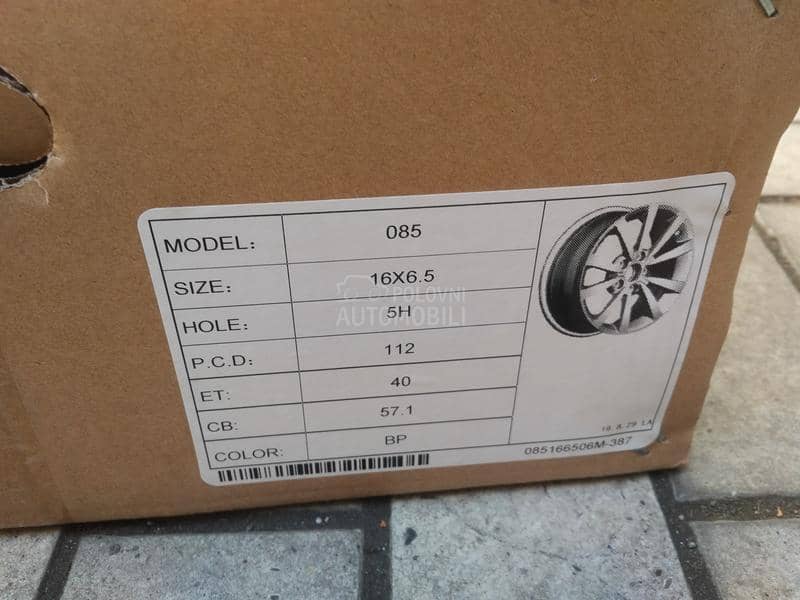 MODEL: 085
SIZE: 16X6.5
HOLE: 5H
P.C.D: 112
ET: 40
CB: 57.1
COLOR: BP
POLOVNI
AUTOMOBILI
085166506M-387